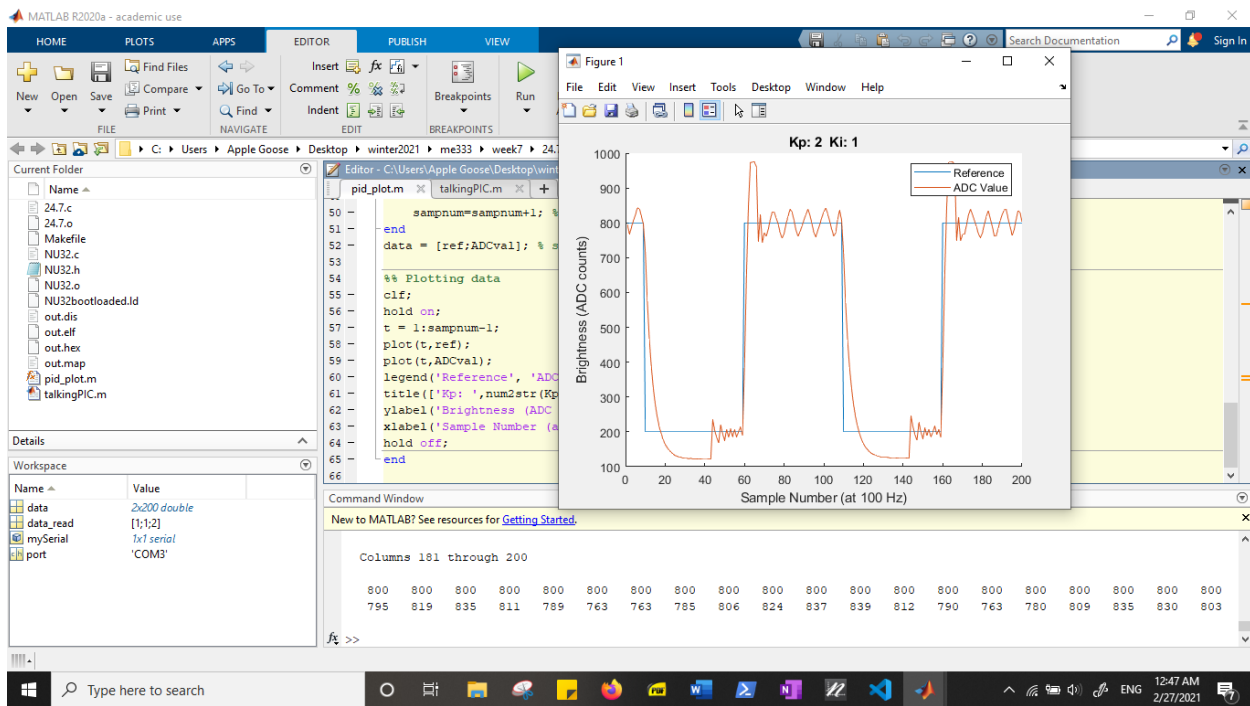 MATLAB R2020a - academic use
HOME PLOTS APPS EDITOR PUBLISH VIEW
Search Documentation
Sign In
New Open Save
Find Files
Compare
Print
Go To
Find
Insert
Comment
Indent
Breakpoints
Run
FILE NAVIGATE EDIT BREAKPOINTS
C: Users Apple Goose Desktop winter2021 me333 week7 24.7
Current Folder
Name
24.7.c
24.7.o
Makefile
NU32.c
NU32.h
NU32.o
NU32bootloaded.ld
out.dis
out.elf
out.hex
out.map
pid_plot.m
talkingPIC.m
Details
Workspace
Name Value
data 2x200 double
data_read [1;1;2]
mySerial 1x1 serial
port 'COM3'
Editor - C:\Users\Apple Goose\Desktop\wint
pid_plot.m talkingPIC.m
50 sampnum=sampnum+1; %
51 end
52 data = [ref;ADCval]; % s
53
54 %% Plotting data
55 clf;
56 hold on;
57 t = 1:sampnum-1;
58 plot(t,ref);
59 plot(t,ADCval);
60 legend('Reference', 'ADC
61 title(['Kp: ',num2str(Kp
62 ylabel('Brightness (ADC
63 xlabel('Sample Number (a
64 hold off;
65 end
66
Figure 1
File Edit View Insert Tools Desktop Window Help
Kp: 2 Ki: 1
Reference
ADC Value
Brightness (ADC counts)
1000
900
800
700
600
500
400
300
200
100
0 20 40 60 80 100 120 140 160 180 200
Sample Number (at 100 Hz)
Command Window
New to MATLAB? See resources for Getting Started.
Columns 181 through 200
800 800 800 800 800 800 800 800 800 800 800 800 800 800 800 800 800 800 800 800
795 819 835 811 789 763 763 785 806 824 837 839 812 790 763 780 809 835 830 803
fx >>
Type here to search
ENG
12:47 AM
2/27/2021
7